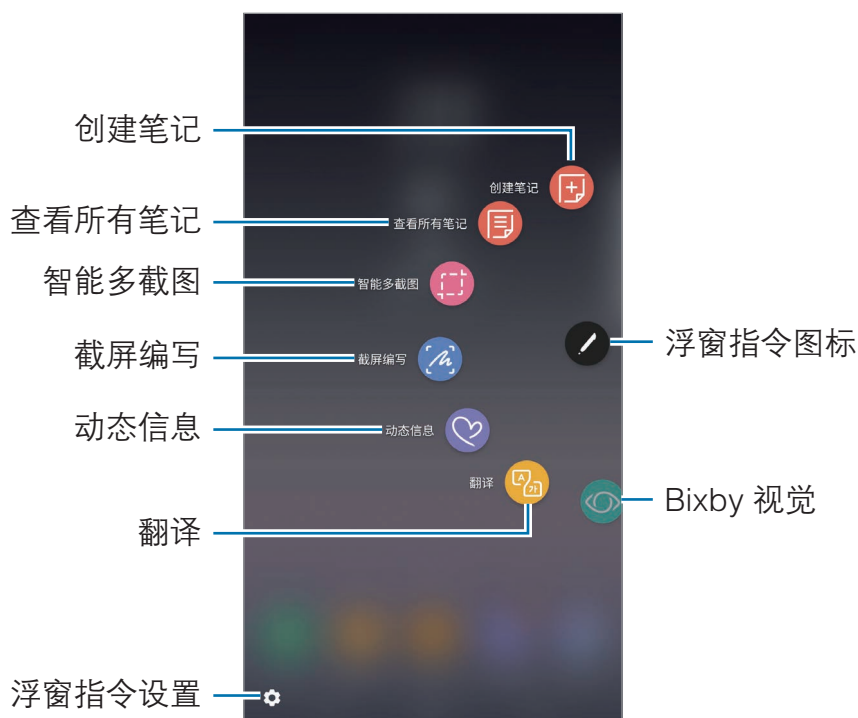 创建笔记
创建笔记
查看所有笔记
查看所有笔记
智能多截图
智能多截图
浮窗指令图标
截屏编写
截屏编写
动态信息
动态信息
翻译
A
가
Bixby 视觉
翻译
浮窗指令设置